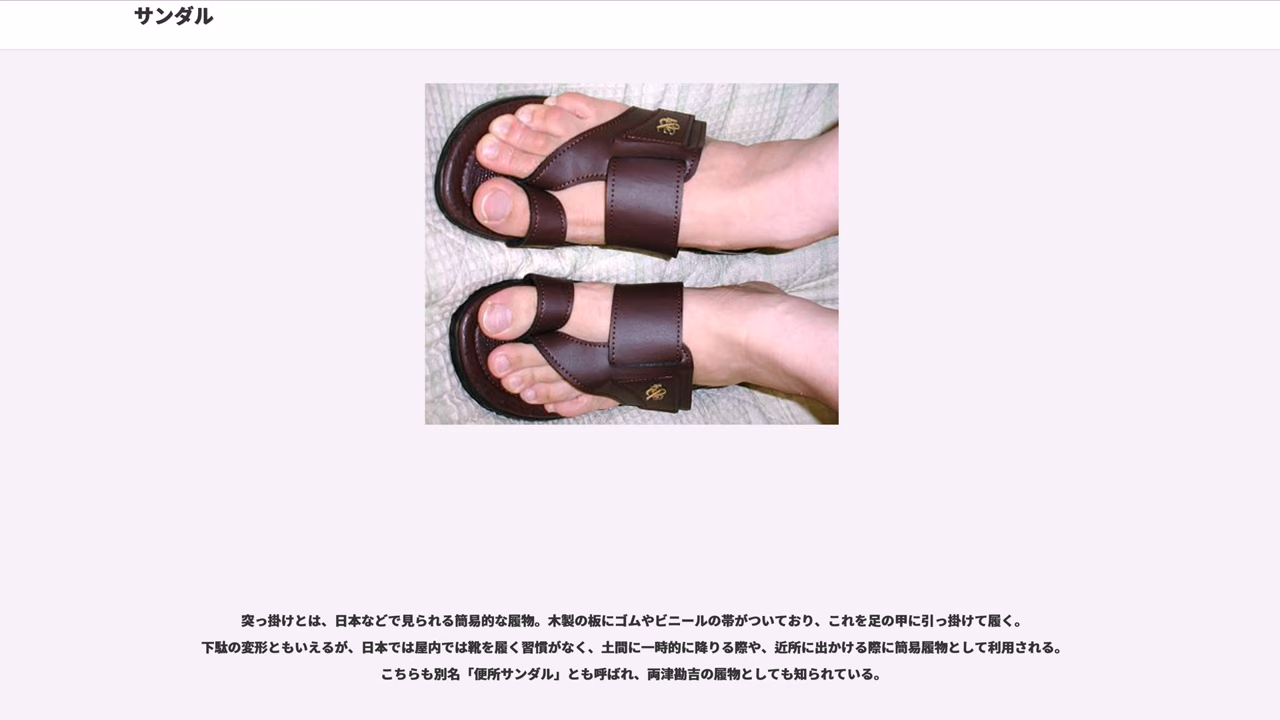 サンダル
突っ掛けとは、日本などで見られる簡易的な履物。木製の板にゴムやビニールの帯がついており、これを足の甲に引っ掛けて履く。
下駄の変形ともいえるが、日本では屋内では靴を履く習慣がなく、土間に一時的に降りる際や、近所に出かける際に簡易履物として利用される。
こちらも別名「便所サンダル」とも呼ばれ、両津勘吉の履物としても知られている。